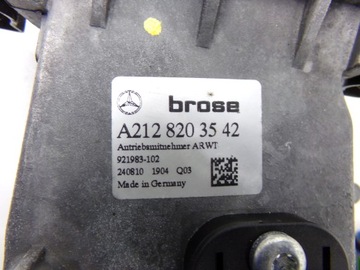 brose
A212 820 35 42
Antriebsmitnehmer ARWT
921983-102
240810 1904 Q03
Made in Germany